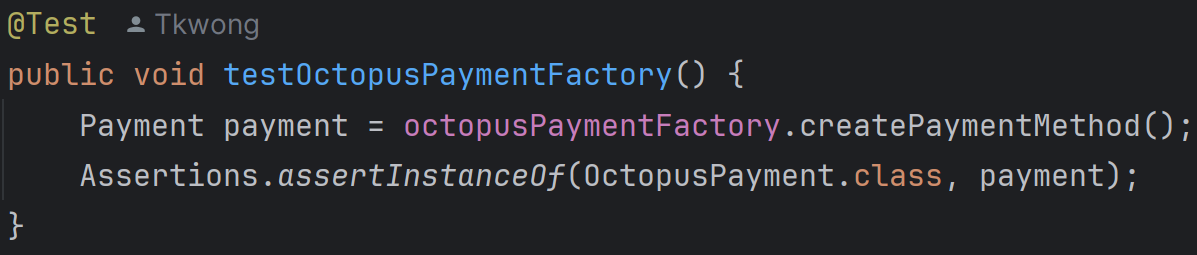 @Test Tkwong
public void testOctopusPaymentFactory() {
    Payment payment = octopusPaymentFactory.createPaymentMethod();
    Assertions.assertInstanceOf(OctopusPayment.class, payment);
}